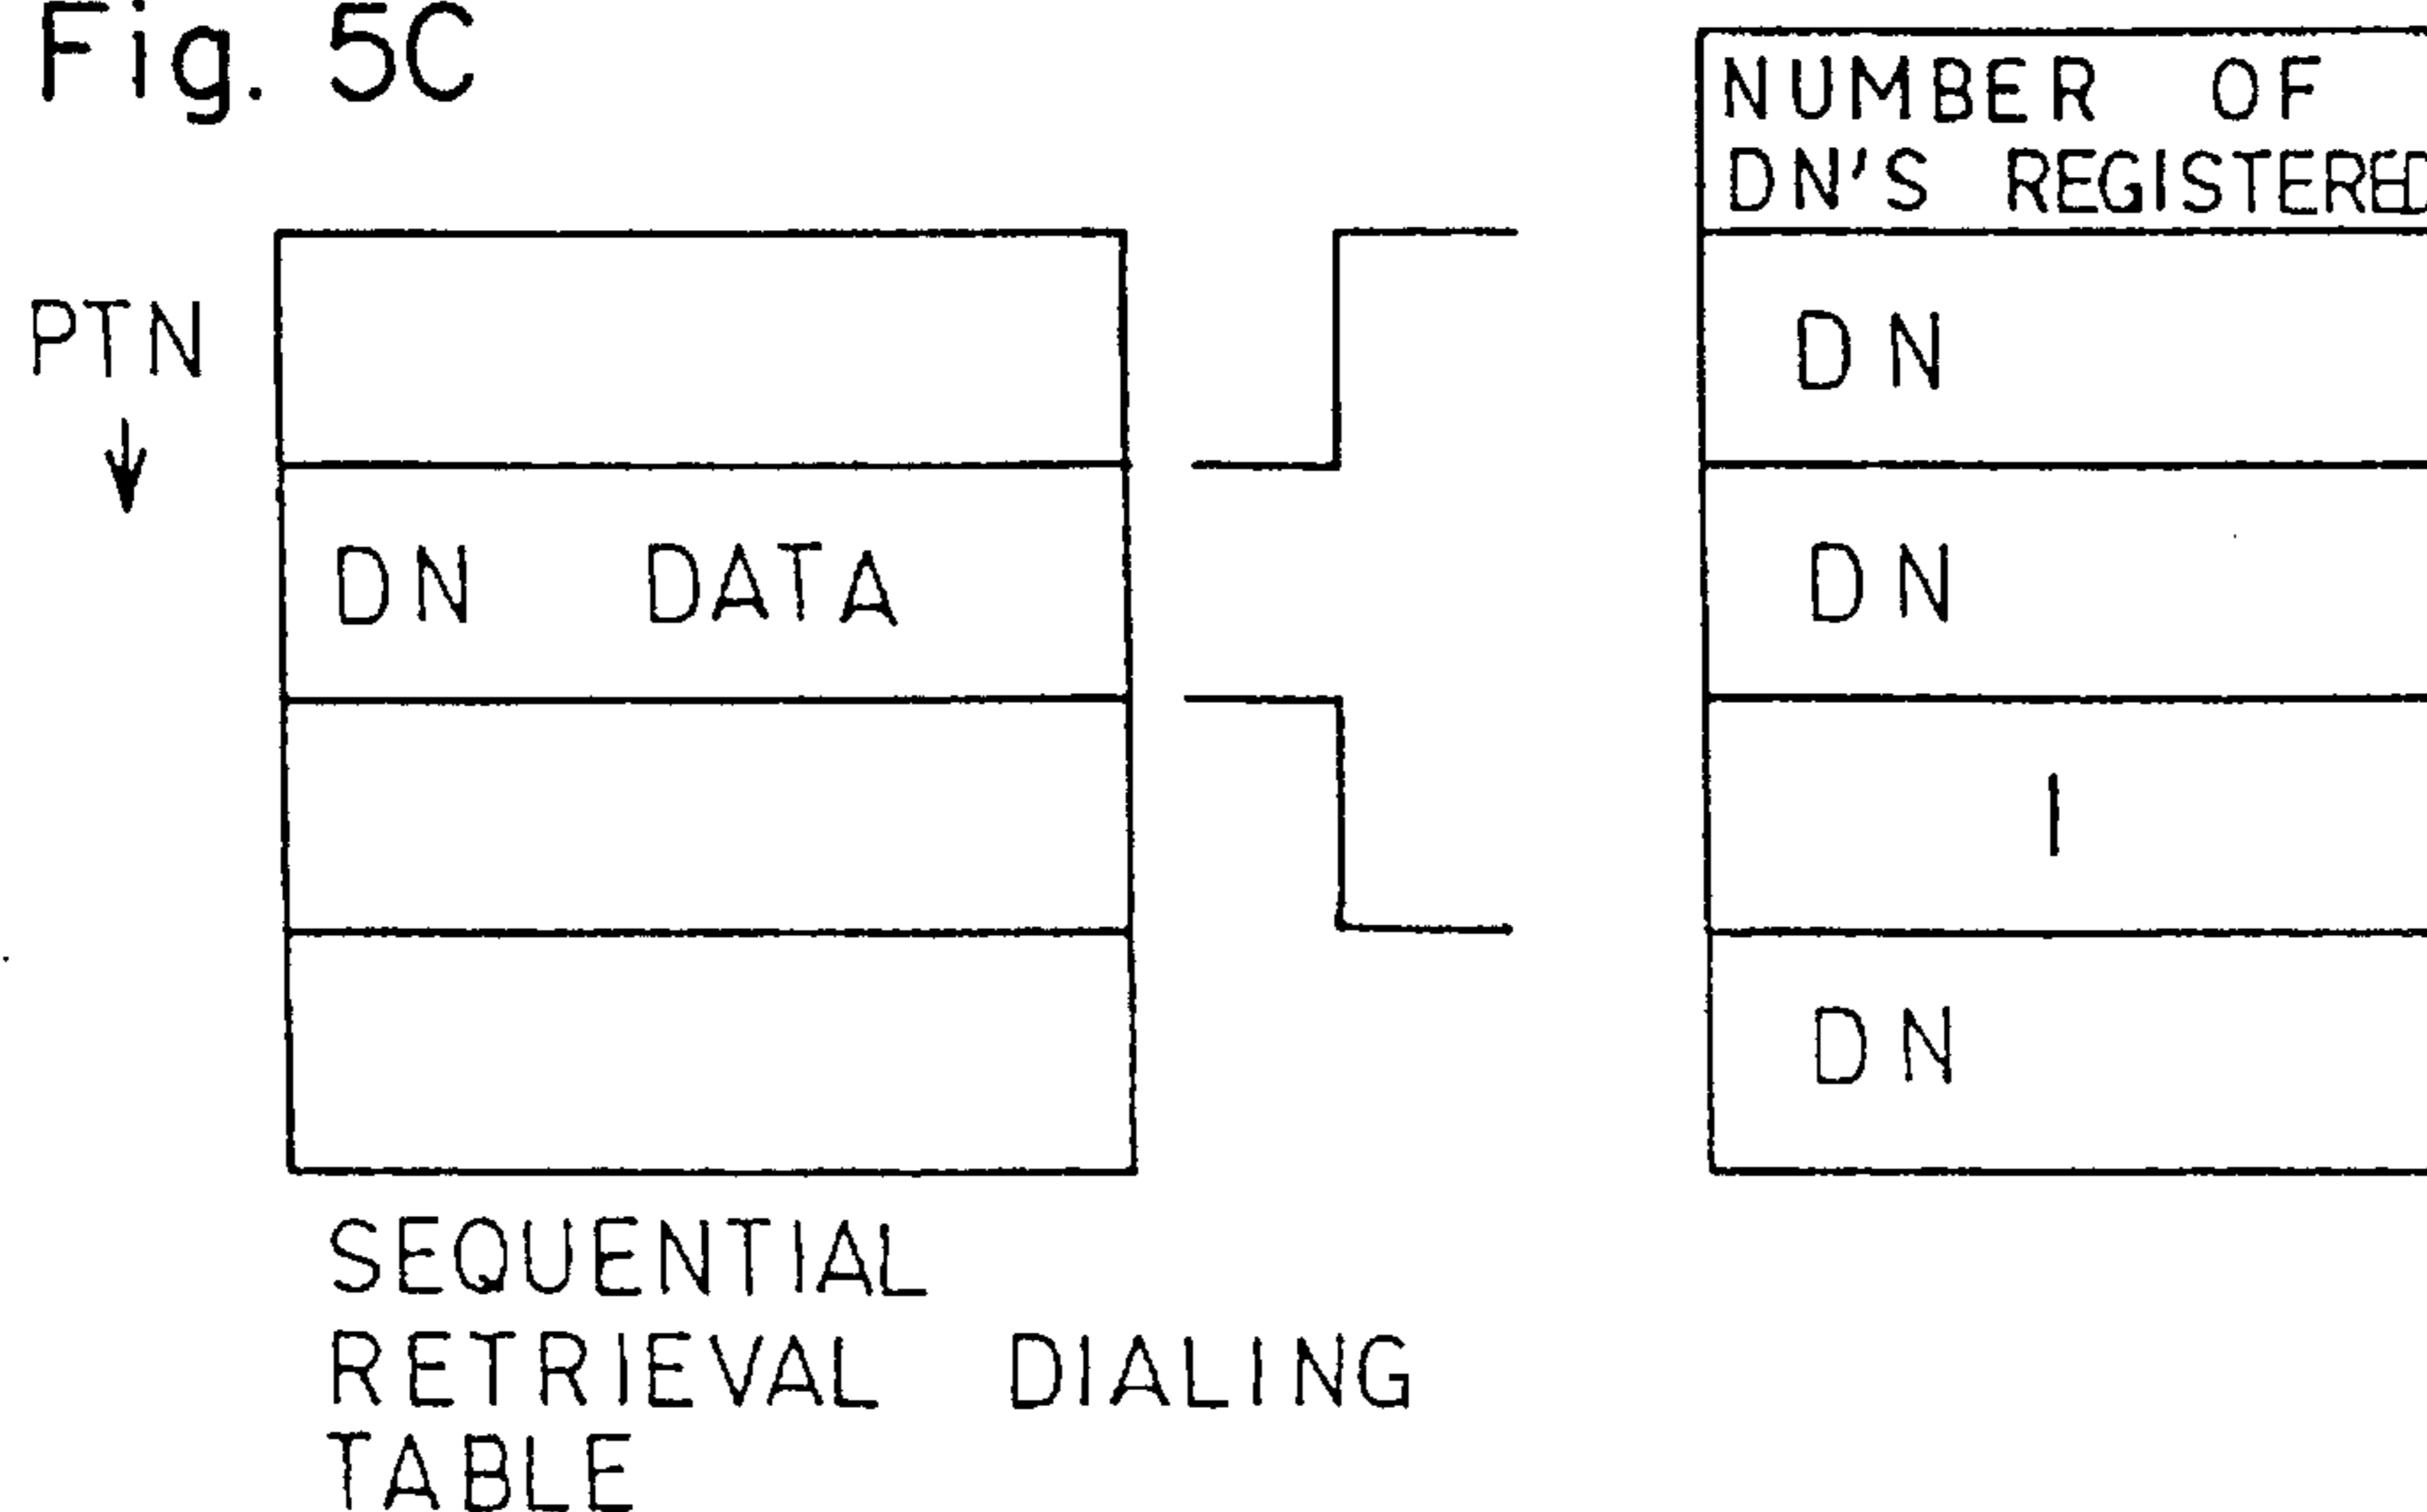 Fig. 5C
PTN
DN DATA
SEQUENTIAL
RETRIEVAL DIALING
TABLE
NUMBER OF
DN'S REGISTERED
DN
DN
|
DN